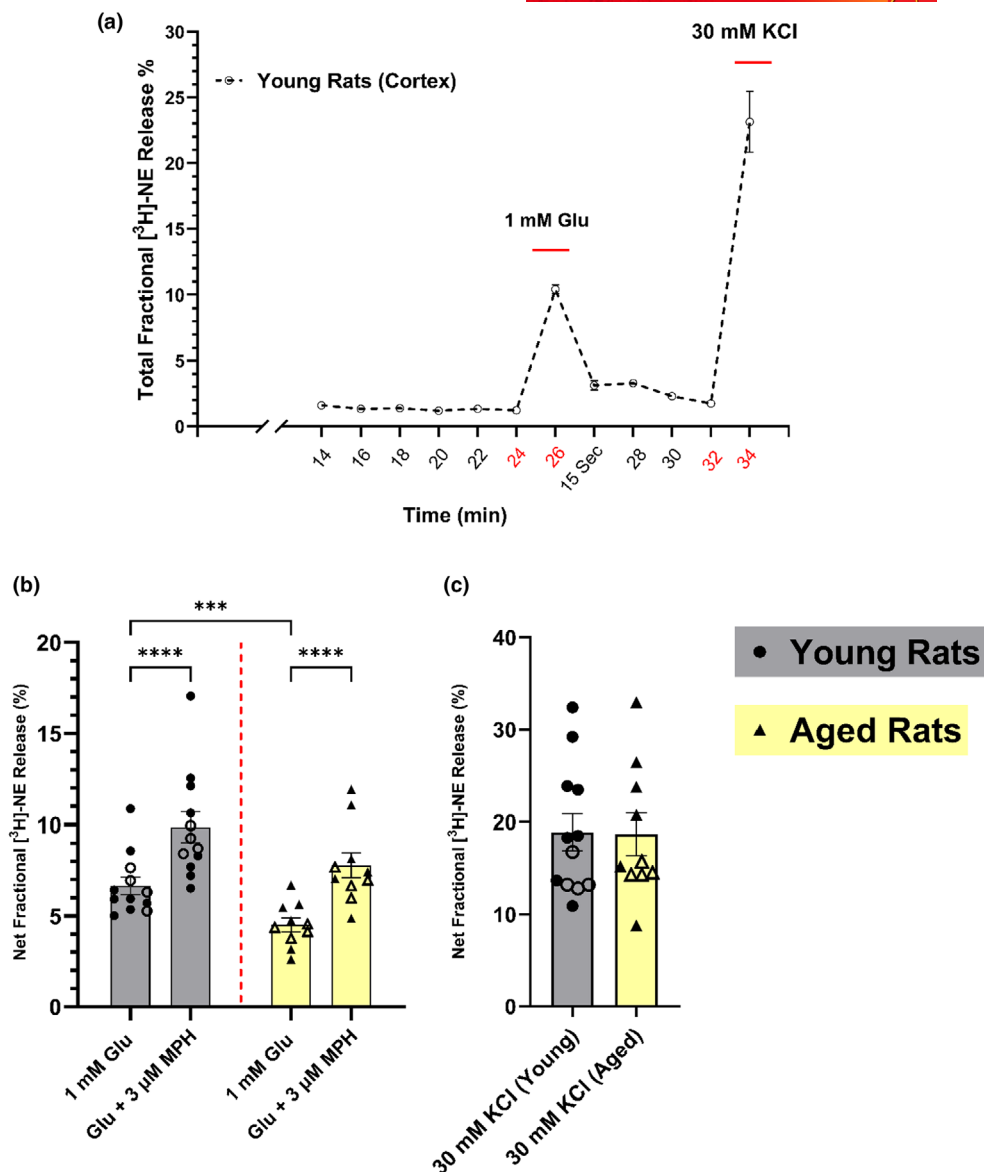 (a)
30 mM KCl
30
25
20
15
10
5
0
Total Fractional [³H]-NE Release %
Young Rats (Cortex)
1 mM Glu
14 16 18 20 22 24 26 15 Sec 28 30 32 34
Time (min)
(b)
***
**** ****
20
15
10
5
0
Net Fractional [³H]-NE Release (%)
1 mM Glu
Glu + 3 µM MPH
1 mM Glu
Glu + 3 µM MPH
(c)
40
30
20
10
0
Net Fractional [³H]-NE Release (%)
30 mM KCl (Young)
30 mM KCl (Aged)
Young Rats
Aged Rats